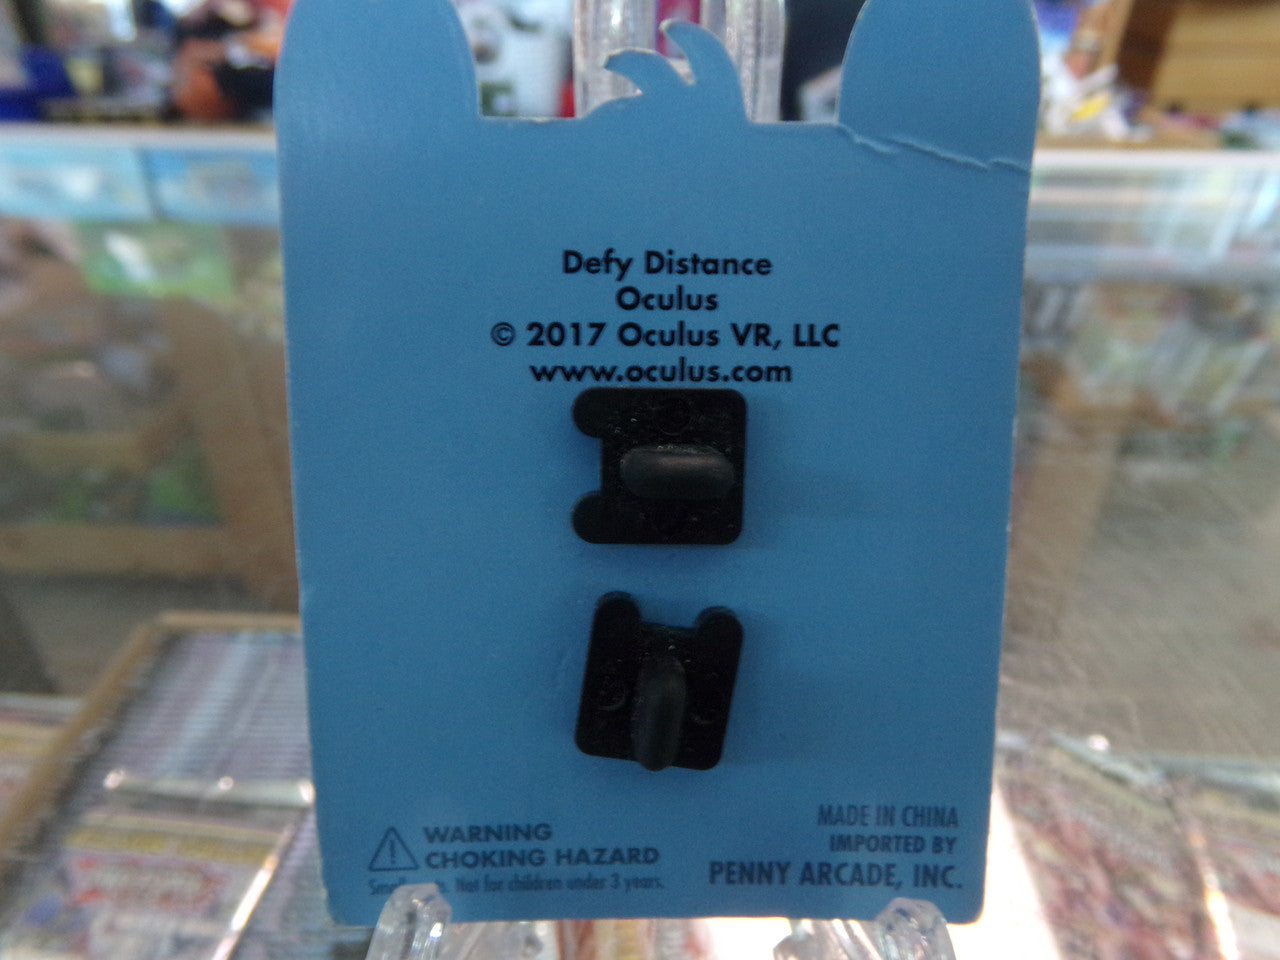 Defy Distance
Oculus
© 2017 Oculus VR, LLC
www.oculus.com
WARNING
CHOKING HAZARD
Not for children under 3 years.
MADE IN CHINA
IMPORTED BY
PENNY ARCADE, INC.